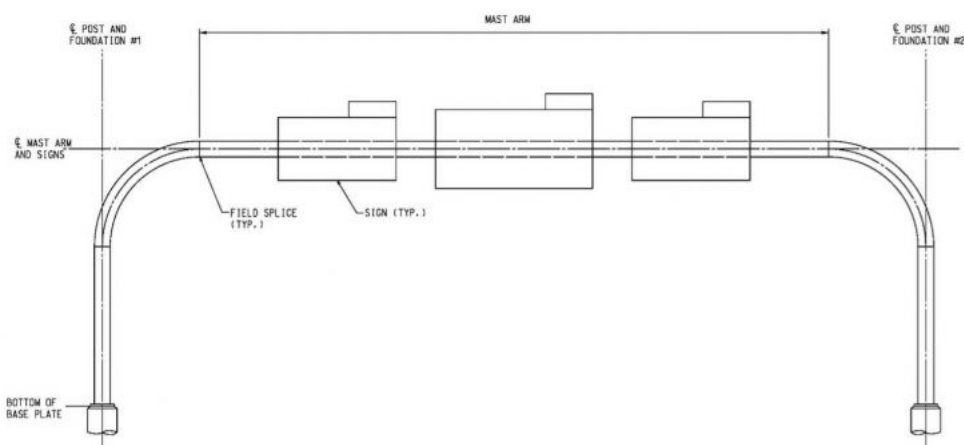 MAST ARM
℄ POST AND
FOUNDATION #1
℄ POST AND
FOUNDATION #2
℄ MAST ARM
AND SIGNS
FIELD SPLICE
(TYP.)
SIGN (TYP.)
BOTTOM OF
BASE PLATE